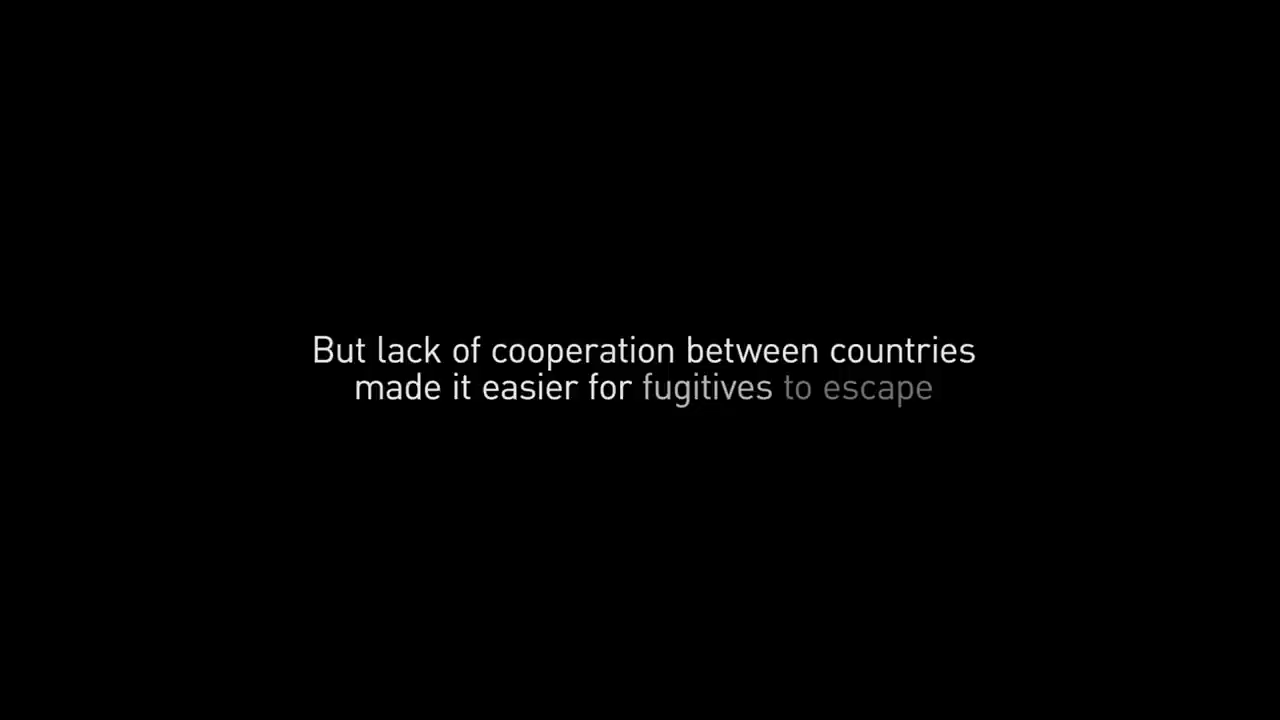 But lack of cooperation between countries
made it easier for fugitives to escape